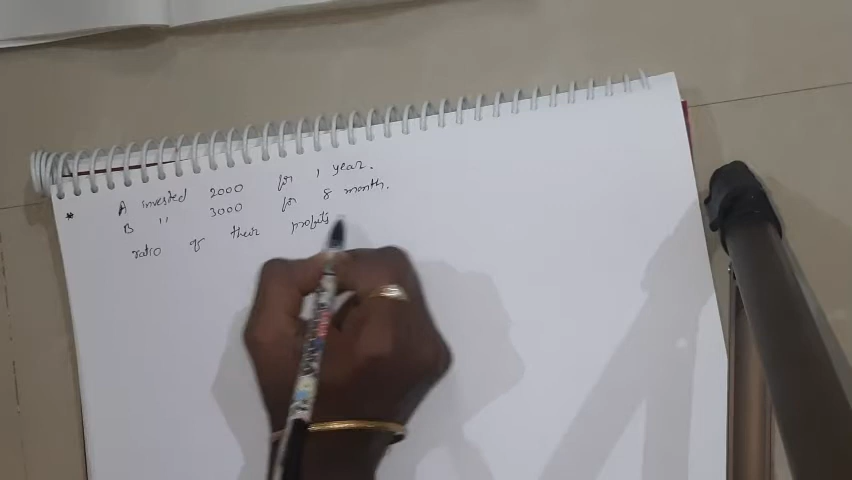 * A invested 2000 for 1 year.
B " 3000 for 8 month.
ratio of their profits